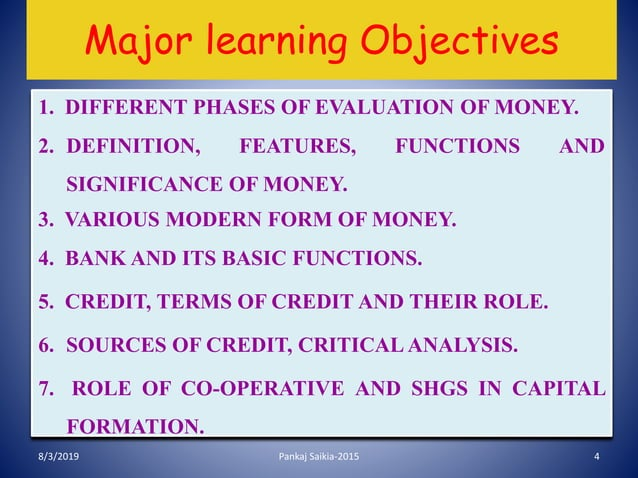 Major learning Objectives
1. DIFFERENT PHASES OF EVALUATION OF MONEY.
2. DEFINITION, FEATURES, FUNCTIONS AND
SIGNIFICANCE OF MONEY.
3. VARIOUS MODERN FORM OF MONEY.
4. BANK AND ITS BASIC FUNCTIONS.
5. CREDIT, TERMS OF CREDIT AND THEIR ROLE.
6. SOURCES OF CREDIT, CRITICAL ANALYSIS.
7. ROLE OF CO-OPERATIVE AND SHGS IN CAPITAL
FORMATION.
8/3/2019 Pankaj Saikia-2015 4